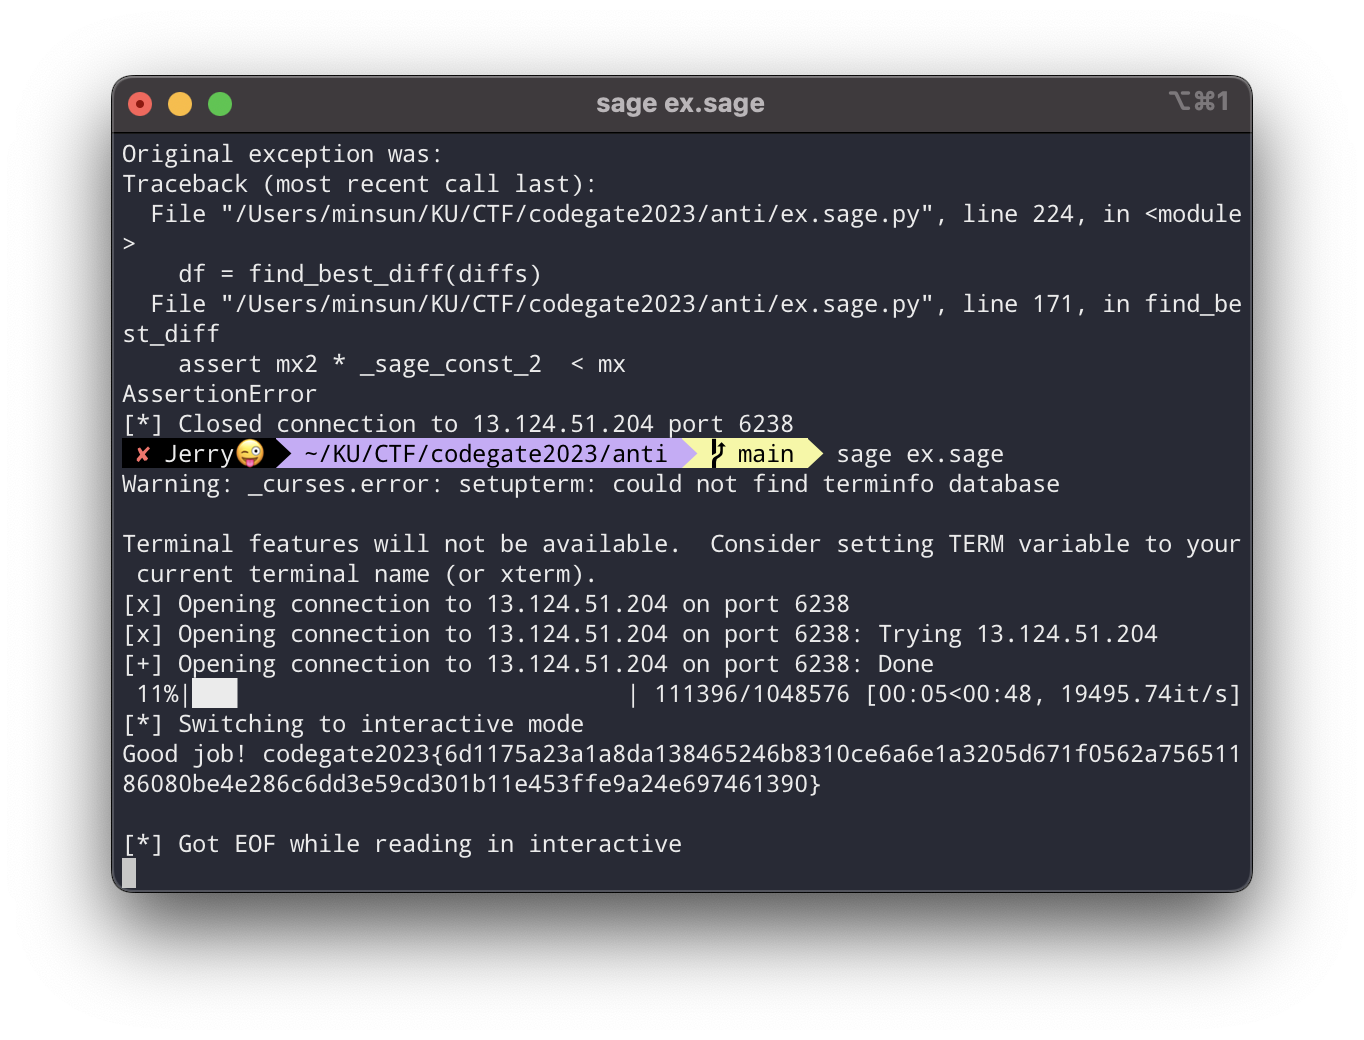 sage ex.sage
⌥⌘1
Original exception was:
Traceback (most recent call last):
  File "/Users/minsun/KU/CTF/codegate2023/anti/ex.sage.py", line 224, in <module
>
    df = find_best_diff(diffs)
  File "/Users/minsun/KU/CTF/codegate2023/anti/ex.sage.py", line 171, in find_be
st_diff
    assert mx2 * _sage_const_2  < mx
AssertionError
[*] Closed connection to 13.124.51.204 port 6238
✘ Jerry😜 ~/KU/CTF/codegate2023/anti main sage ex.sage
Warning: _curses.error: setupterm: could not find terminfo database
Terminal features will not be available.  Consider setting TERM variable to your
 current terminal name (or xterm).
[x] Opening connection to 13.124.51.204 on port 6238
[x] Opening connection to 13.124.51.204 on port 6238: Trying 13.124.51.204
[+] Opening connection to 13.124.51.204 on port 6238: Done
 11%|███                            | 111396/1048576 [00:05<00:48, 19495.74it/s]
[*] Switching to interactive mode
Good job! codegate2023{6d1175a23a1a8da138465246b8310ce6a6e1a3205d671f0562a756511
86080be4e286c6dd3e59cd301b11e453ffe9a24e697461390}
[*] Got EOF while reading in interactive